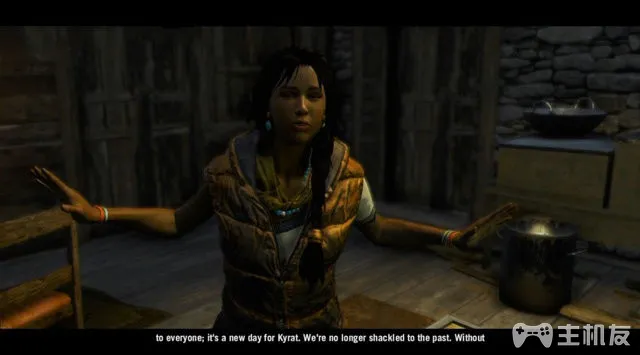 to everyone; it's a new day for Kyrat. We're no longer shackled to the past. Without
主机友